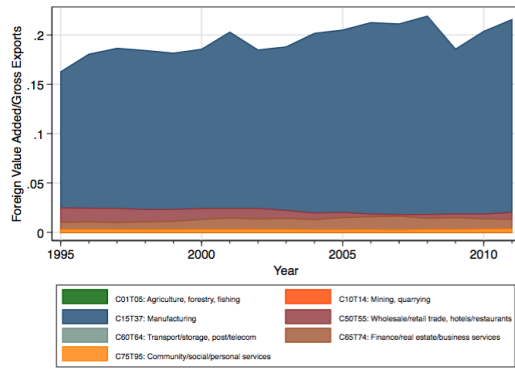 Foreign Value Added/Gross Exports
.2
.15
.1
.05
0
1995
2000
2005
2010
Year
C01T05: Agriculture, forestry, fishing
C10T14: Mining, quarrying
C15T37: Manufacturing
C50T55: Wholesale/retail trade, hotels/restaurants
C60T64: Transport/storage, post/telecom
C65T74: Finance/real estate/business services
C75T95: Community/social/personal services